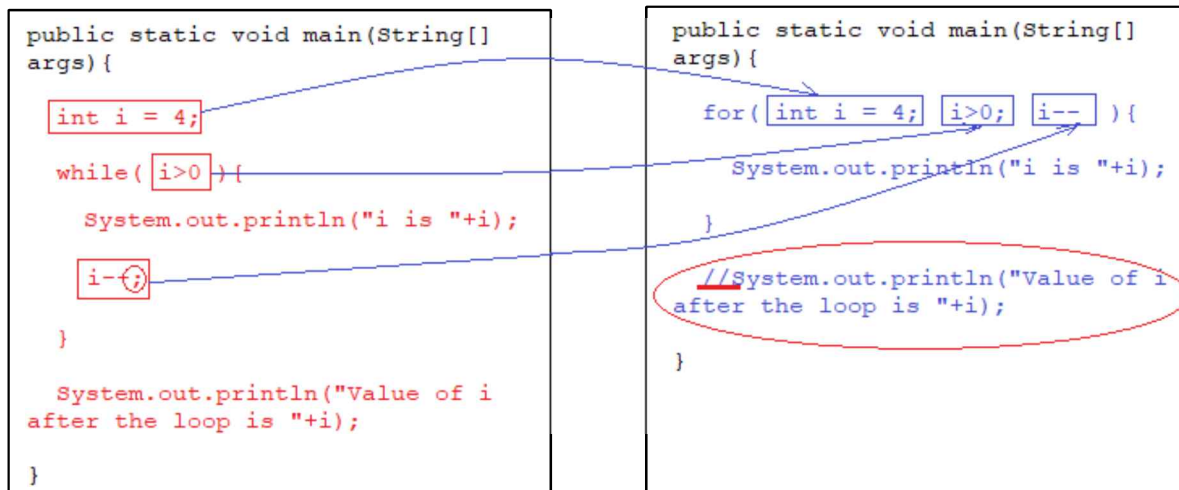 public static void main(String[]
args){
int i = 4;
while( i>0 ){
System.out.println("i is "+i);
i--;
}
System.out.println("Value of i
after the loop is "+i);
}
public static void main(String[]
args){
for( int i = 4; i>0; i-- ){
System.out.println("i is "+i);
}
//System.out.println("Value of i
after the loop is "+i);
}